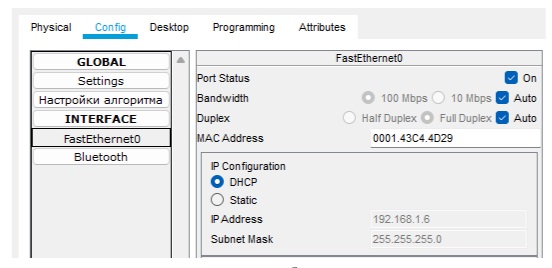 Physical Config Desktop Programming Attributes
GLOBAL
Settings
Настройки алгоритма
INTERFACE
FastEthernet0
Bluetooth
FastEthernet0
Port Status On
Bandwidth 100 Mbps 10 Mbps Auto
Duplex Half Duplex Full Duplex Auto
MAC Address 0001.43C4.4D29
IP Configuration
DHCP
Static
IP Address 192.168.1.6
Subnet Mask 255.255.255.0